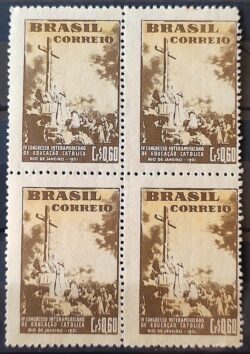 BRASIL BRASIL
CORREIO CORREIO
IV CONGRESSO INTERAMERICANO IV CONGRESSO INTERAMERICANO
DE EDUCAÇÃO CATÓLICA DE EDUCAÇÃO CATÓLICA
RIO DE JANEIRO - 1951 Cr$0,60 RIO DE JANEIRO - 1951 Cr$0,60
BRASIL BRASIL
CORREIO CORREIO
IV CONGRESSO INTERAMERICANO IV CONGRESSO INTERAMERICANO
DE EDUCAÇÃO CATÓLICA DE EDUCAÇÃO CATÓLICA
RIO DE JANEIRO - 1951 Cr$0,60 RIO DE JANEIRO - 1951 Cr$0,60